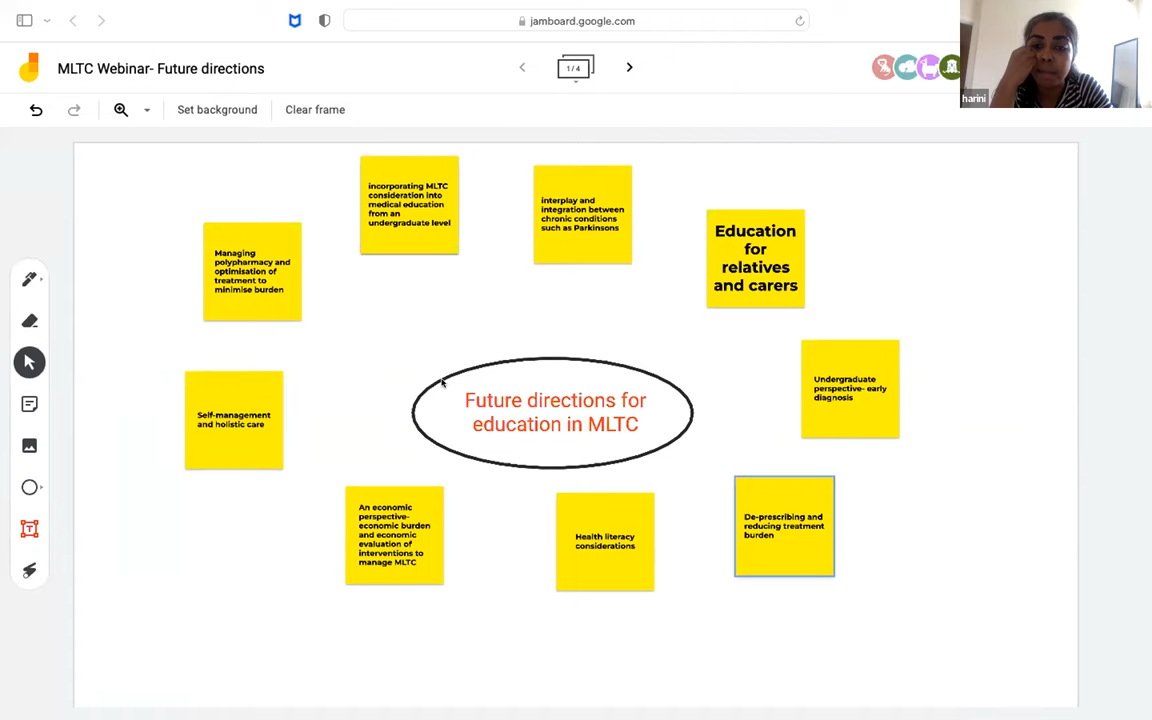 jamboard.google.com
MLTC Webinar- Future directions
1/4
harini
Set background
Clear frame
incorporating MLTC
consideration into
medical education
from an
undergraduate level
interplay and
integration between
chronic conditions
such as Parkinsons
Education
for
relatives
and carers
Managing
polypharmacy and
optimisation of
treatment to
minimise burden
Undergraduate
perspective- early
diagnosis
Future directions for
education in MLTC
Self-management
and holistic care
An economic
perspective-
economic burden
and economic
evaluation of
interventions to
manage MLTC
Health literacy
considerations
De-prescribing and
reducing treatment
burden
T